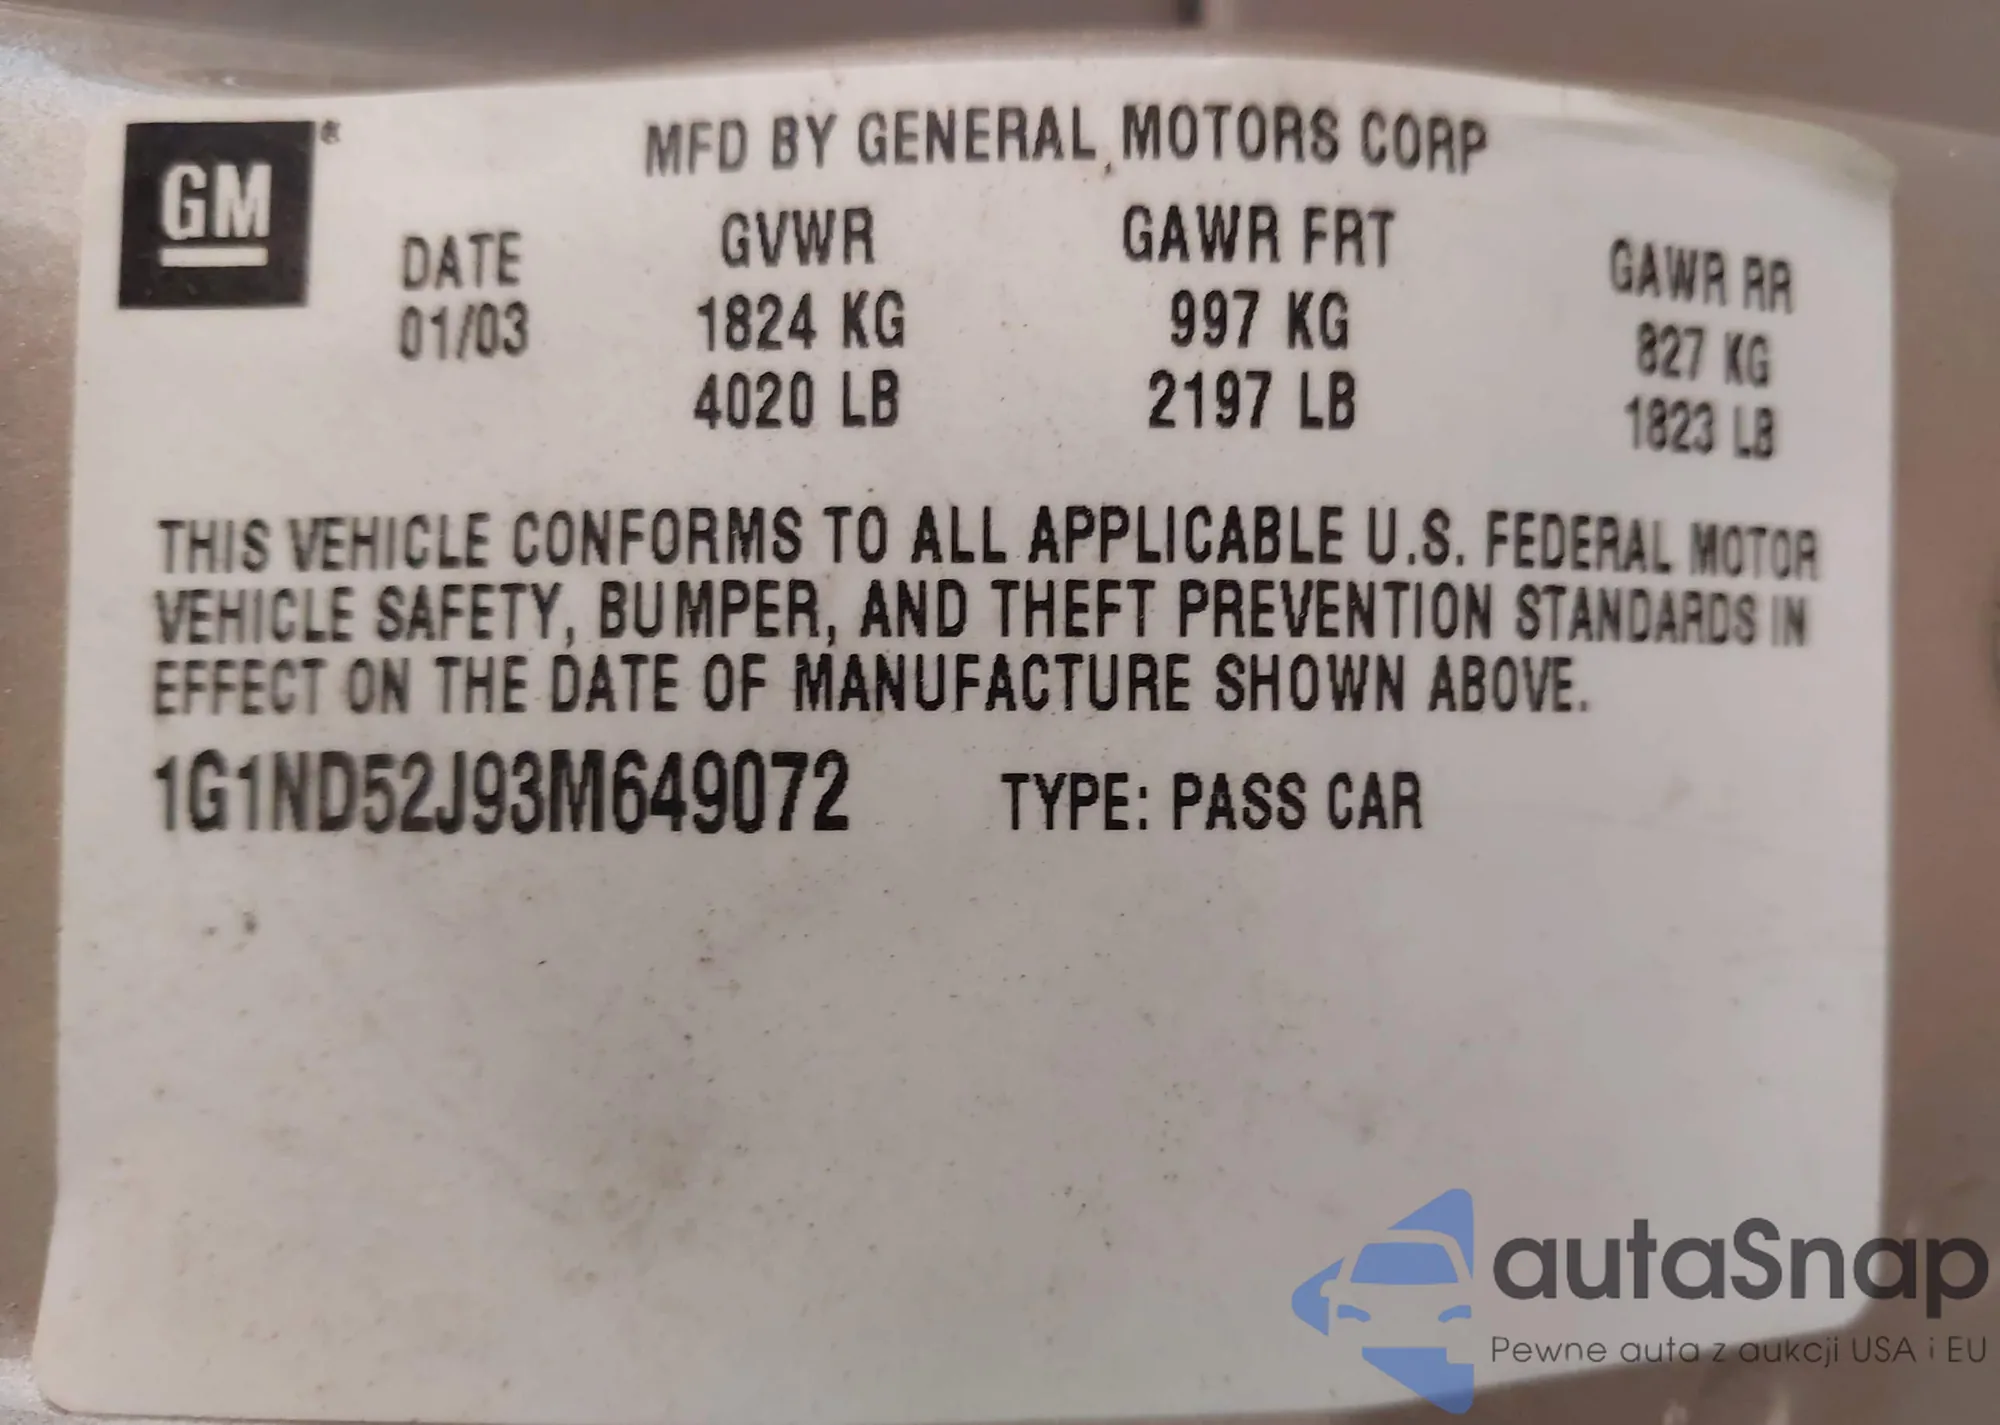 GM®
MFD BY GENERAL MOTORS CORP
DATE GVWR GAWR FRT GAWR RR
01/03 1824 KG 997 KG 827 KG
4020 LB 2197 LB 1823 LB
THIS VEHICLE CONFORMS TO ALL APPLICABLE U.S. FEDERAL MOTOR
VEHICLE SAFETY, BUMPER, AND THEFT PREVENTION STANDARDS IN
EFFECT ON THE DATE OF MANUFACTURE SHOWN ABOVE.
1G1ND52J93M649072 TYPE: PASS CAR
autaSnap
Pewne auta z aukcji USA i EU